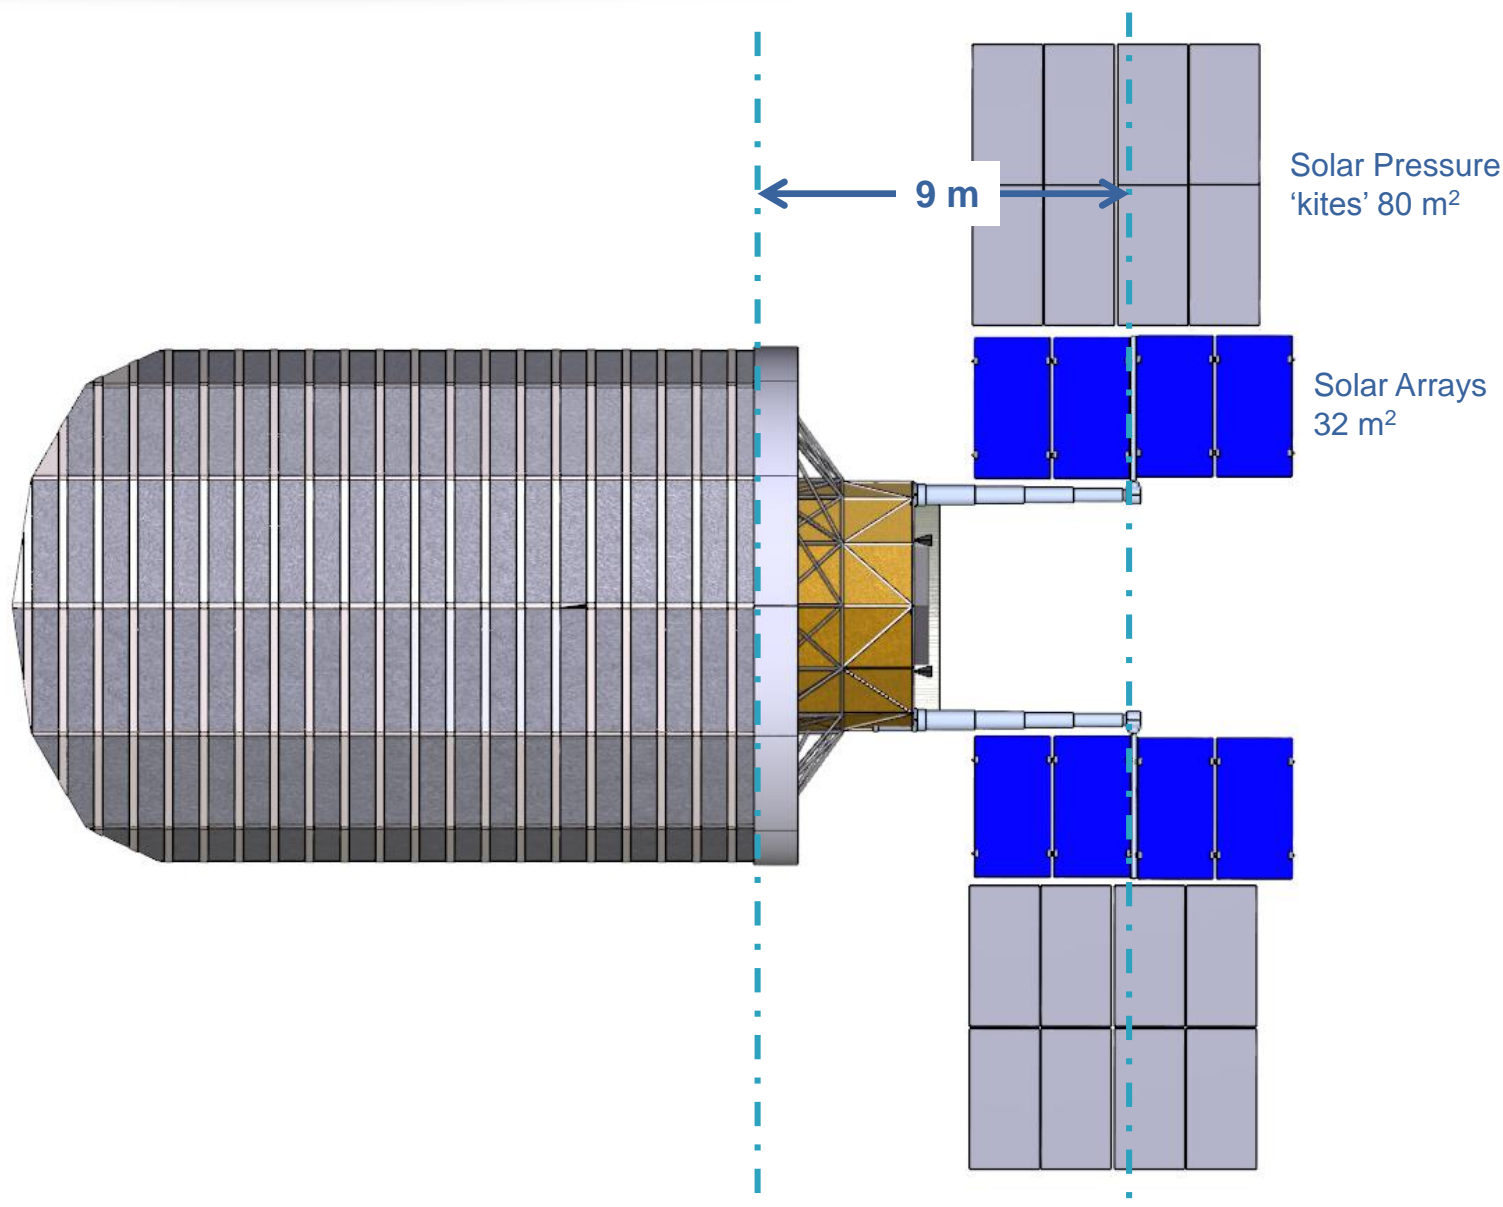 Solar Pressure
‘kites’ 80 m²
9 m
Solar Arrays
32 m²